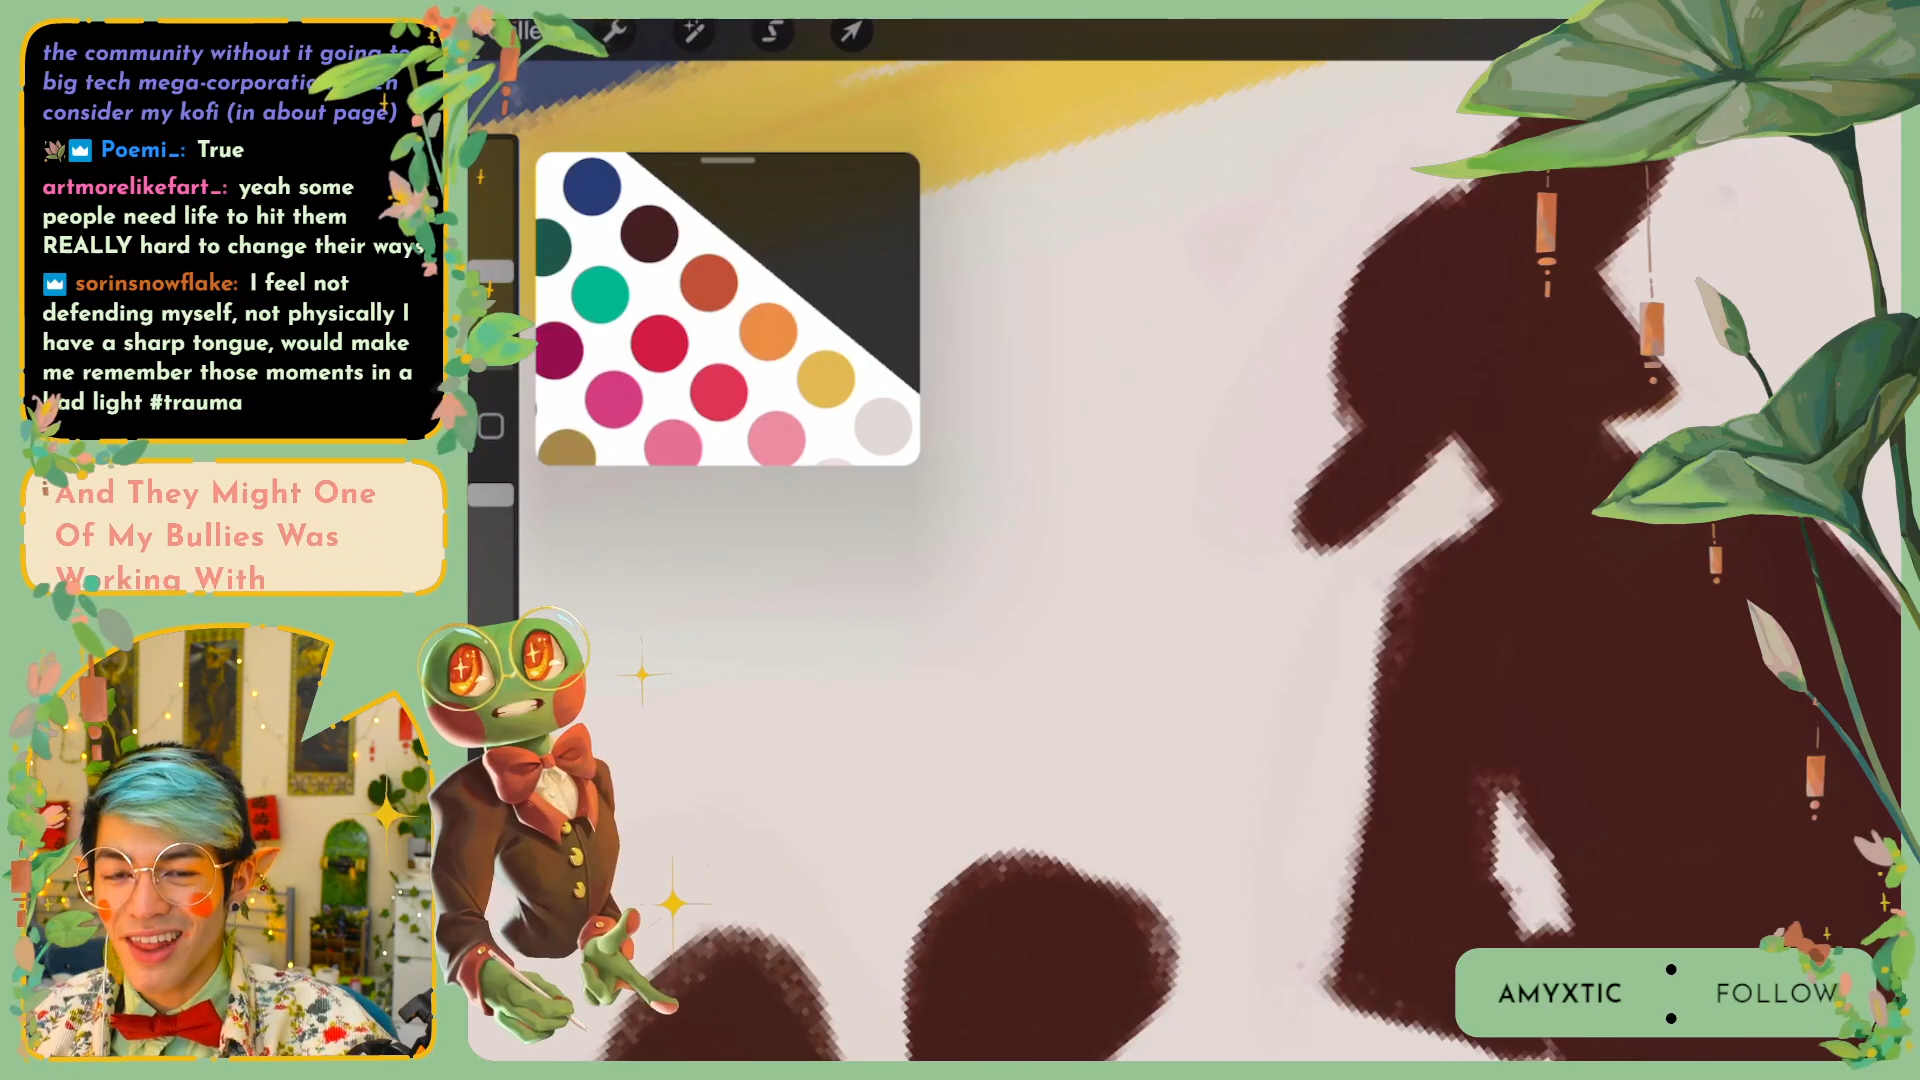 the community without it going to
big tech mega-corporatio
consider my kofi (in about page)
Poemi_: True
artmorelikefart_: yeah some
people need life to hit them
REALLY hard to change their ways
sorinsnowflake: I feel not
defending myself, not physically I
have a sharp tongue, would make
me remember those moments in a
bad light #trauma
And They Might One
Of My Bullies Was
Working With
AMYXTIC
FOLLOW